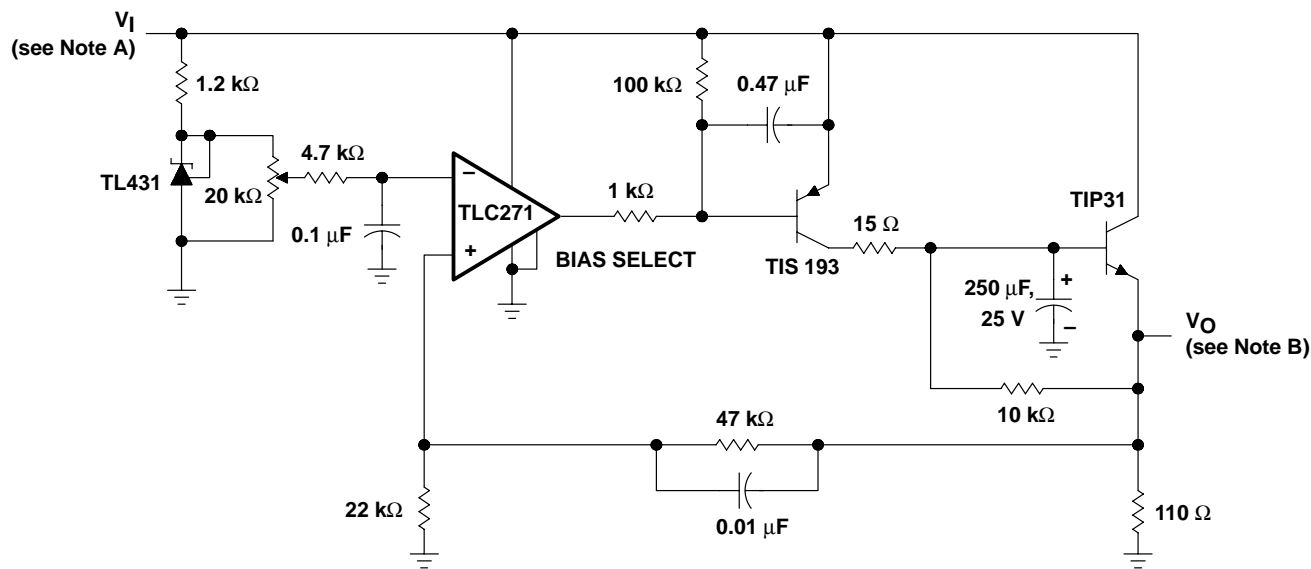 VI
(see Note A)
1.2 kΩ
TL431
20 kΩ
4.7 kΩ
0.1 μF
−
TLC271
+
BIAS SELECT
1 kΩ
100 kΩ
0.47 μF
TIS 193
15 Ω
250 μF,
25 V
+
−
TIP31
VO
(see Note B)
10 kΩ
47 kΩ
0.01 μF
22 kΩ
110 Ω